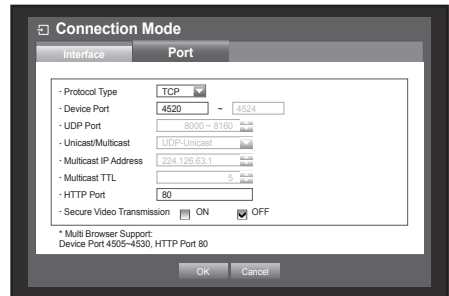 Connection Mode
Interface Port
· Protocol Type TCP
· Device Port 4520 ~ 4524
· UDP Port 8000 ~ 8160
· Unicast/Multicast UDP-Unicast
· Multicast IP Address 224.126.63.1
· Multicast TTL 5
· HTTP Port 80
· Secure Video Transmission ON OFF
* Multi Browser Support:
Device Port 4505~4530, HTTP Port 80
OK Cancel